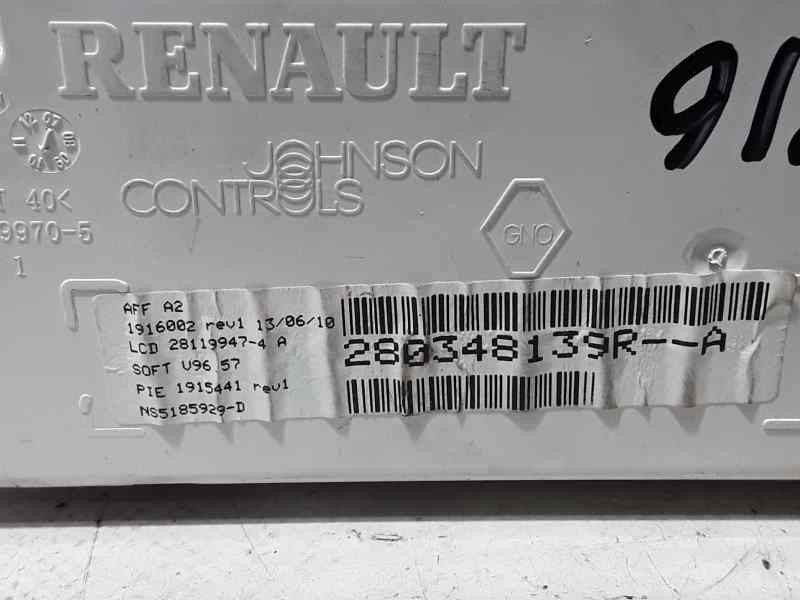 RENAULT
91
JOHNSON
CONTROLS
40<
9970-5
1
GNO
AFF A2
1916002 rev1 13/06/10
LCD 28119947-4 A
SOFT V96.57
PIE 1915441 rev1
NS5185929-D
280348139R--A